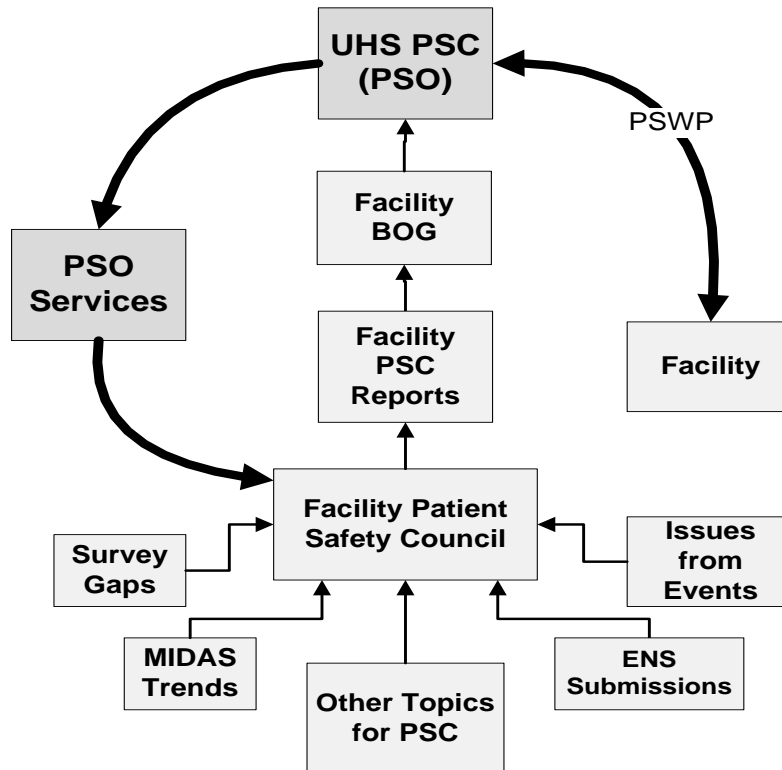 UHS PSC
(PSO)
PSWP
Facility
BOG
PSO
Services
Facility
PSC
Reports
Facility
Facility Patient
Safety Council
Survey
Gaps
Issues
from
Events
MIDAS
Trends
Other Topics
for PSC
ENS
Submissions